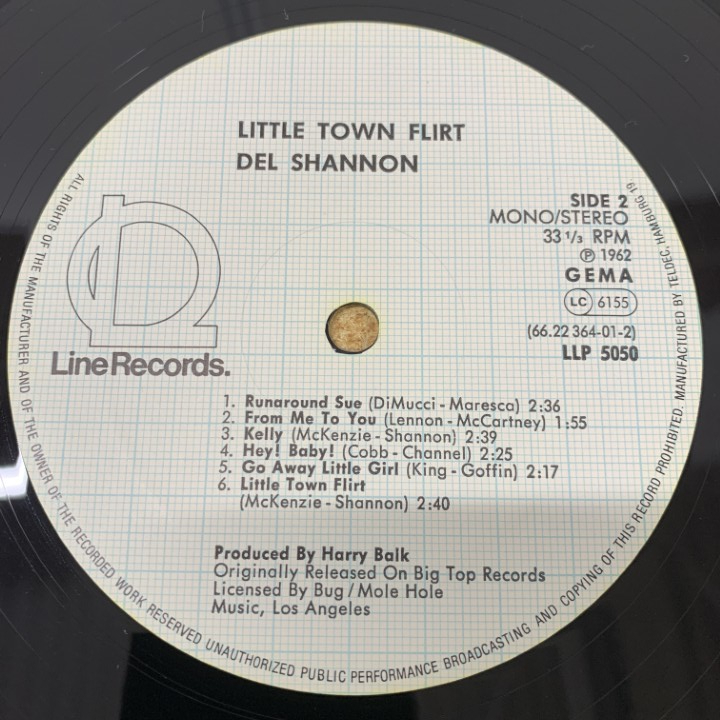 LITTLE TOWN FLIRT
DEL SHANNON
SIDE 2
MONO/STEREO
33 1/3 RPM
℗ 1962
GEMA
LC 6155
(66.22 364-01-2)
LLP 5050
Line Records.
1. Runaround Sue (DiMucci - Maresca) 2:36
2. From Me To You (Lennon - McCartney) 1:55
3. Kelly (McKenzie - Shannon) 2:39
4. Hey! Baby! (Cobb - Channel) 2:25
5. Go Away Little Girl (King - Goffin) 2:17
6. Little Town Flirt
(McKenzie - Shannon) 2:40
Produced By Harry Balk
Originally Released On Big Top Records
Licensed By Bug / Mole Hole
Music, Los Angeles
ALL RIGHTS OF THE MANUFACTURER AND OF THE OWNER OF THE RECORDED WORK RESERVED UNAUTHORIZED PUBLIC PERFORMANCE BROADCASTING AND COPYING OF THIS RECORD PROHIBITED. MANUFACTURED BY TELDEC, HAMBURG 19